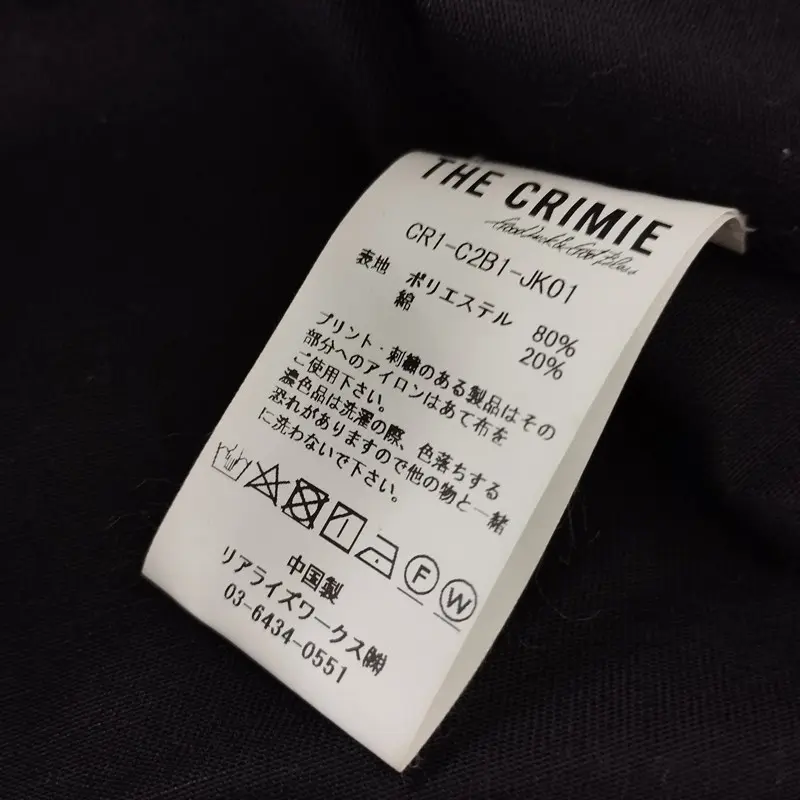 THE CRIMIE
Good Luck & Good Blows
CR1-C2B1-JK01
表地 ポリエステル 80%
綿 20%
プリント・刺繍のある製品はその
部分へのアイロンはあて布を
ご使用下さい。
濃色品は洗濯の際、色落ちする
恐れがありますので他の物と一緒
に洗わないで下さい。
F W
中国製
リアライズワークス㈱
03-6434-0551